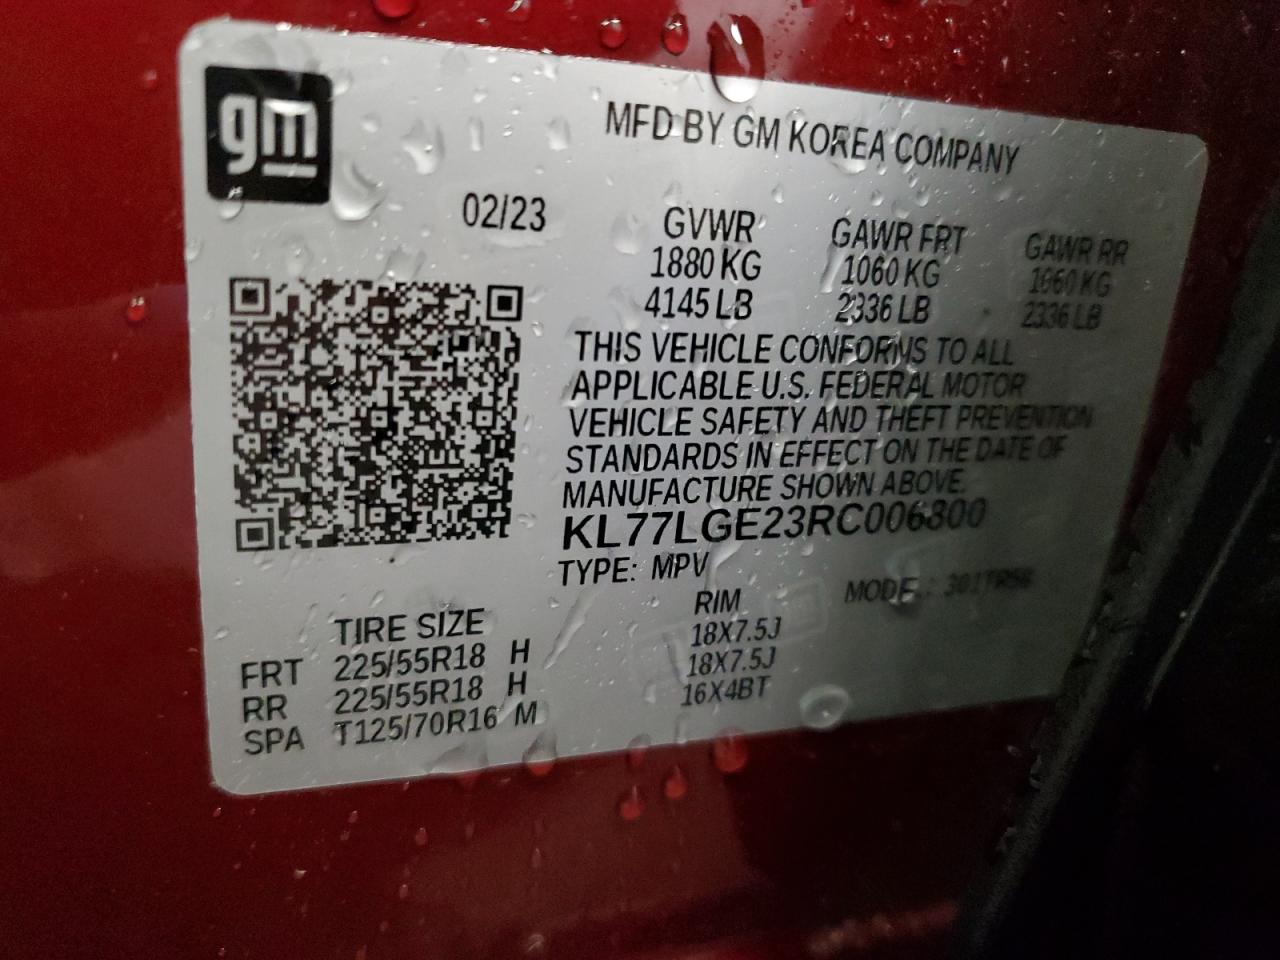 gm
MFD BY GM KOREA COMPANY
02/23 GVWR GAWR FRT GAWR RR
1880 KG 1060 KG 1060 KG
4145 LB 2336 LB 2336 LB
THIS VEHICLE CONFORMS TO ALL
APPLICABLE U.S. FEDERAL MOTOR
VEHICLE SAFETY AND THEFT PREVENTION
STANDARDS IN EFFECT ON THE DATE OF
MANUFACTURE SHOWN ABOVE.
KL77LGE23RC006800
TYPE: MPV MODEL:
TIRE SIZE RIM
FRT 225/55R18 H 18X7.5J
RR 225/55R18 H 18X7.5J
SPA T125/70R16 M 16X4BT